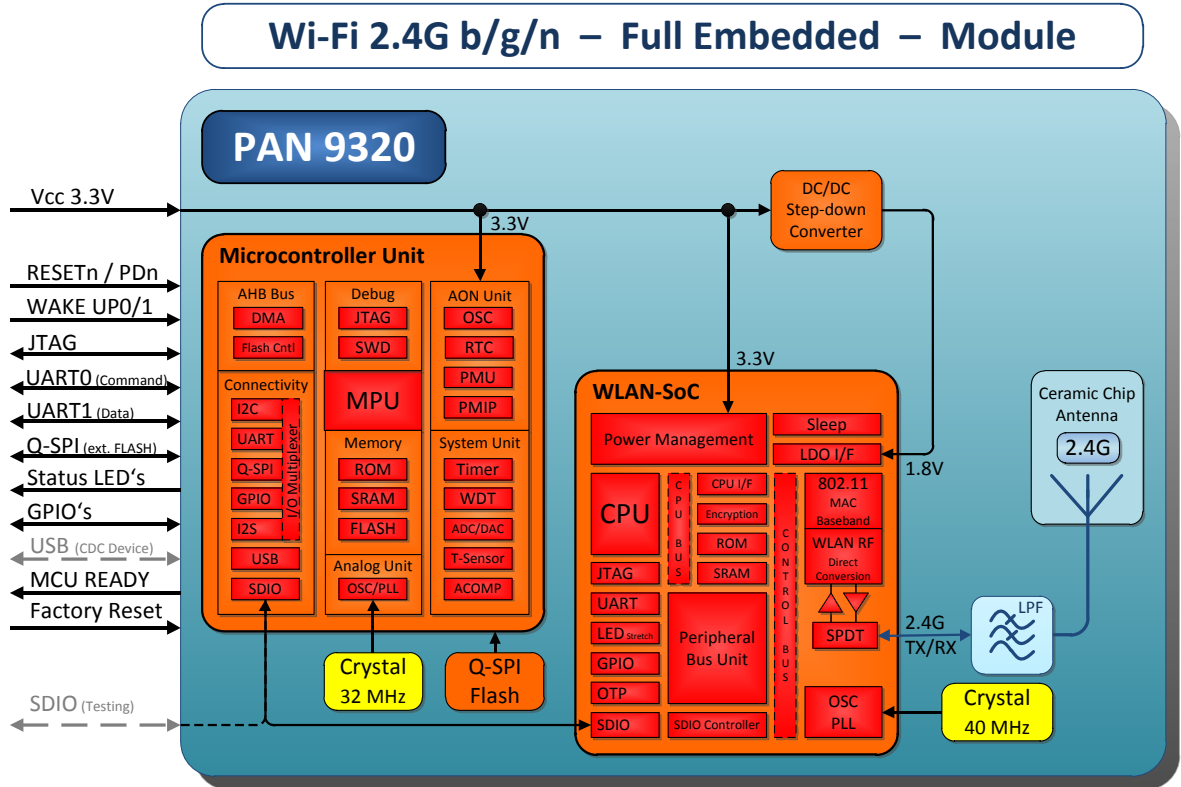 Wi-Fi 2.4G b/g/n – Full Embedded – Module
PAN 9320
Vcc 3.3V
RESETn / PDn
WAKE UP0/1
JTAG
UART0 (Command)
UART1 (Data)
Q-SPI (ext. FLASH)
Status LED's
GPIO's
USB (CDC Device)
MCU READY
Factory Reset
SDIO (Testing)
3.3V
DC/DC
Step-down
Converter
Microcontroller Unit
AHB Bus
DMA
Flash Cntl
Debug
JTAG
SWD
AON Unit
OSC
RTC
PMU
PMIP
Connectivity
I2C
UART
Q-SPI
GPIO
I2S
USB
SDIO
I/O Multiplexer
MPU
Memory
ROM
SRAM
FLASH
Analog Unit
OSC/PLL
System Unit
Timer
WDT
ADC/DAC
T-Sensor
ACOMP
Crystal
32 MHz
Q-SPI
Flash
3.3V
1.8V
WLAN-SoC
Power Management
Sleep
LDO I/F
CPU
CPU BUS
CPU I/F
Encryption
ROM
SRAM
CONTROL BUS
802.11
MAC
Baseband
WLAN RF
Direct
Conversion
SPDT
JTAG
UART
LED Stretch
GPIO
OTP
SDIO
Peripheral
Bus Unit
SDIO Controller
OSC
PLL
2.4G
TX/RX
LPF
Ceramic Chip
Antenna
2.4G
Crystal
40 MHz